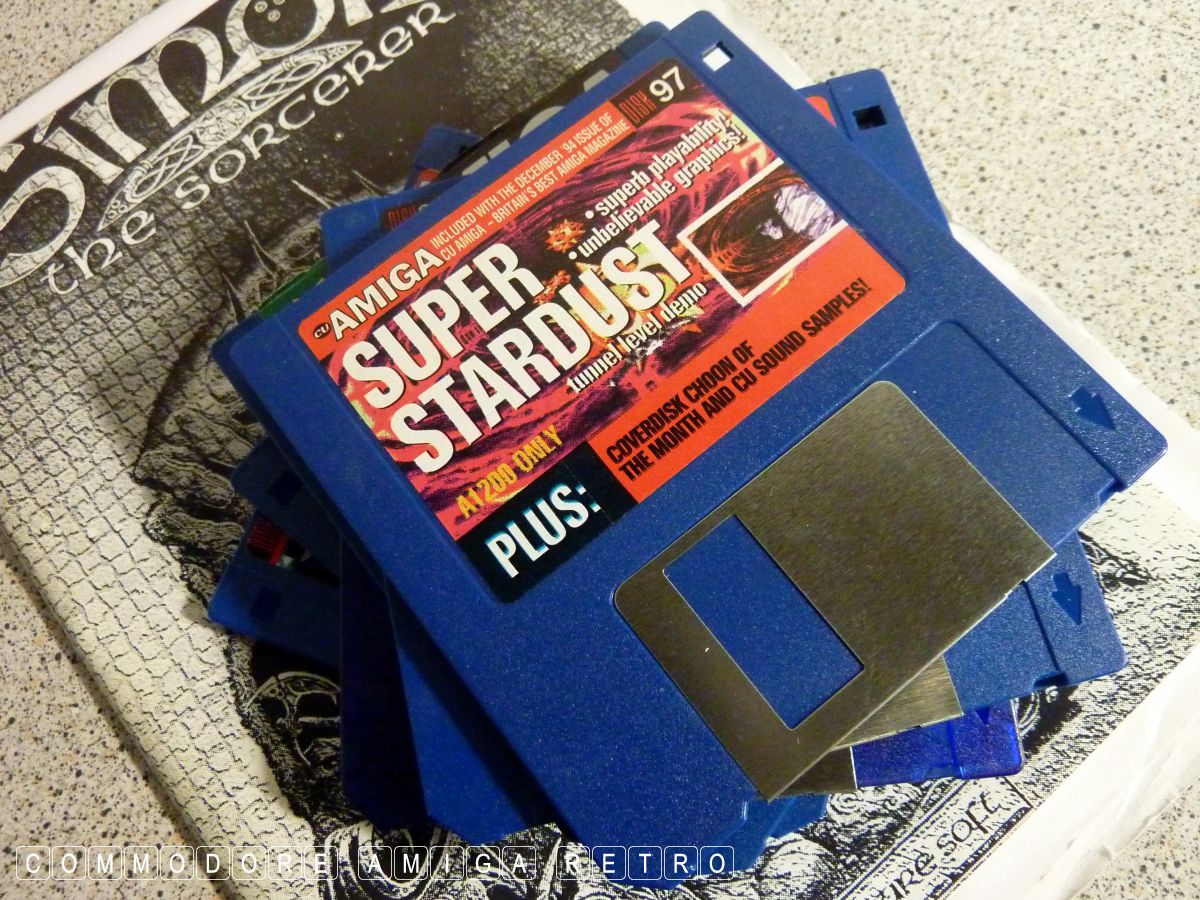 Simon
the SORCERER
DISK 97
CU AMIGA
INCLUDED WITH THE DECEMBER '94 ISSUE OF
CU AMIGA - BRITAIN'S BEST AMIGA MAGAZINE
• superb playability!
• unbelievable graphics!
SUPER
STARDUST
tunnel level demo
A1200 ONLY
PLUS:
COVERDISK CHOON OF
THE MONTH AND CU SOUND SAMPLES!
DISK
soft
COMMODORE AMIGA RETRO